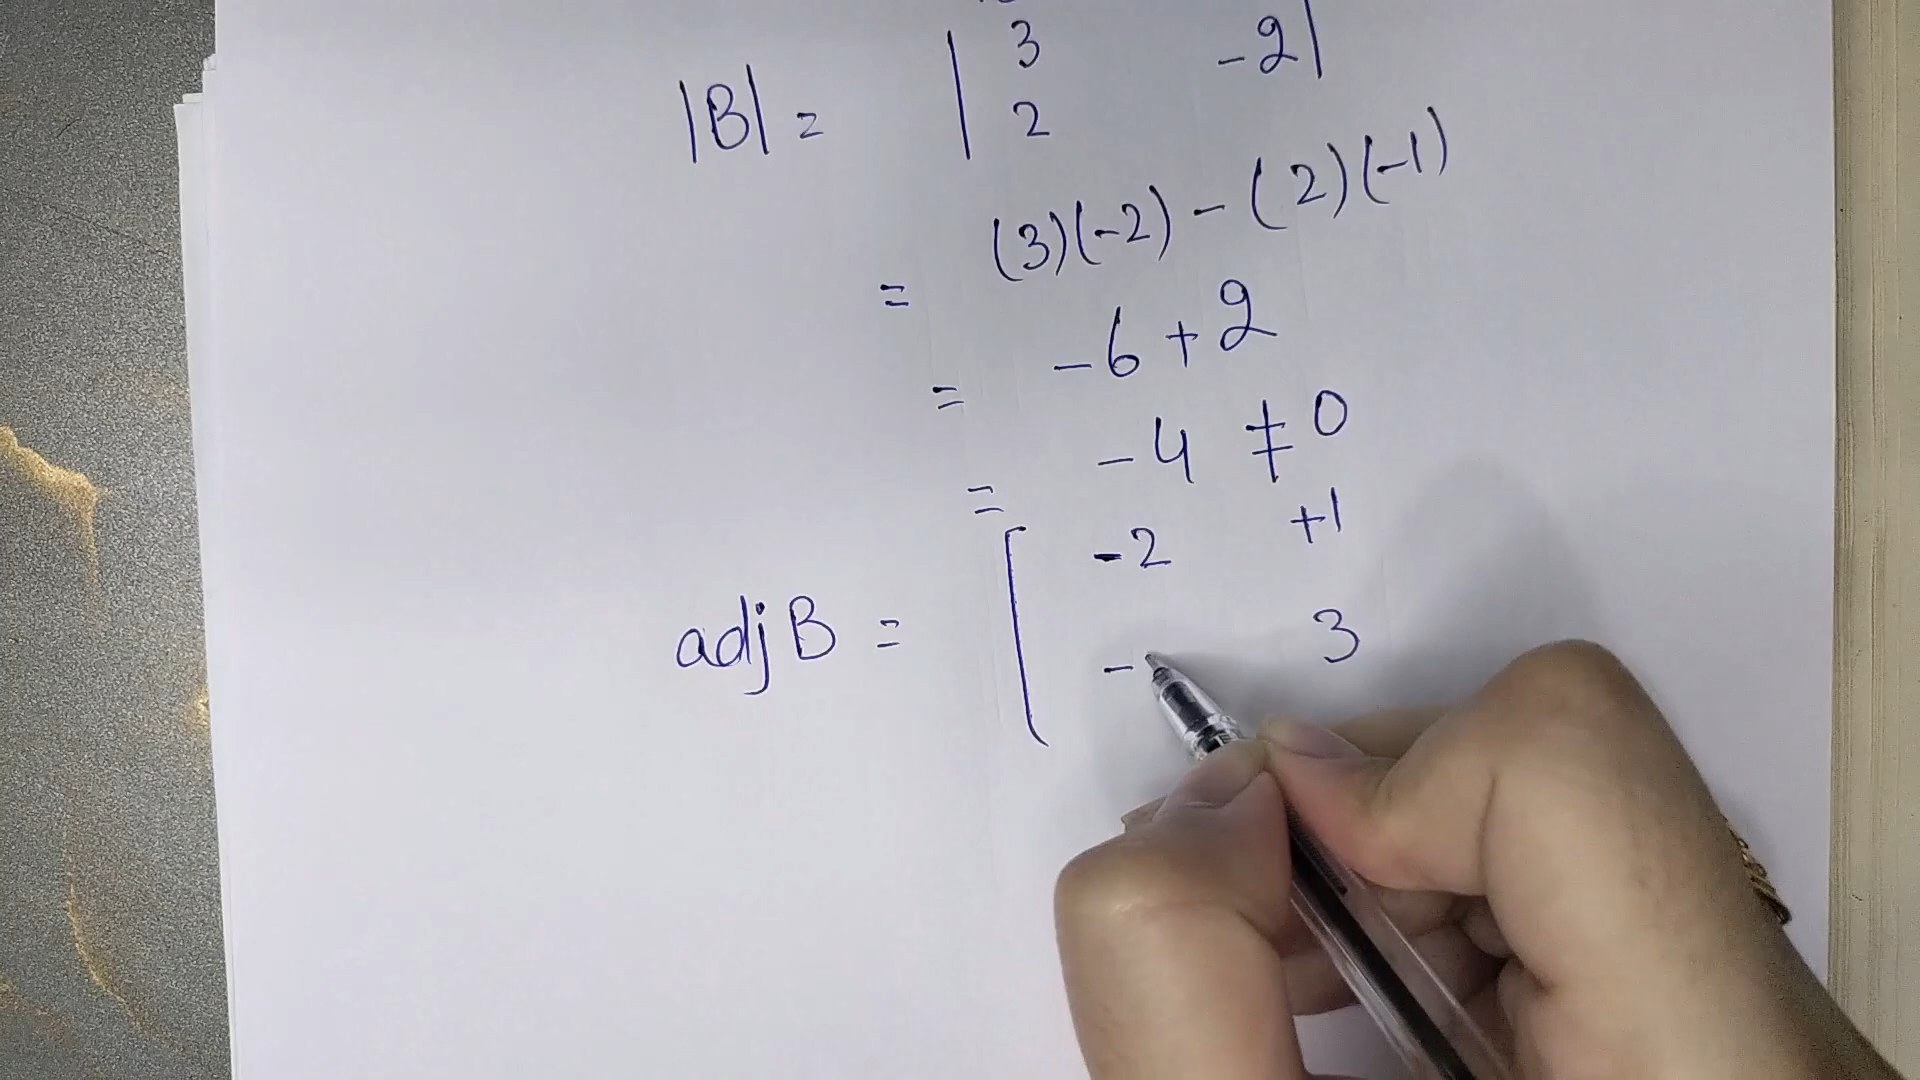 |B| = | 3 -2 |
2
= (3)(-2) - (2)(-1)
= -6 + 2
= -4 ≠ 0
adj B = [ -2 +1
- 3